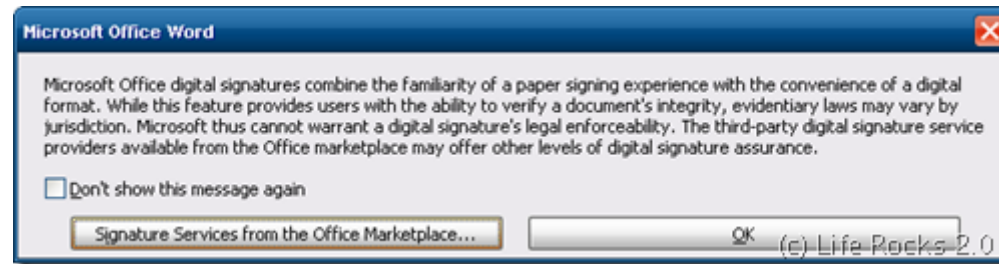 Microsoft Office Word
Microsoft Office digital signatures combine the familiarity of a paper signing experience with the convenience of a digital
format. While this feature provides users with the ability to verify a document's integrity, evidentiary laws may vary by
jurisdiction. Microsoft thus cannot warrant a digital signature's legal enforceability. The third-party digital signature service
providers available from the Office marketplace may offer other levels of digital signature assurance.
Don't show this message again
Signature Services from the Office Marketplace... OK
(c) Life Rocks 2.0